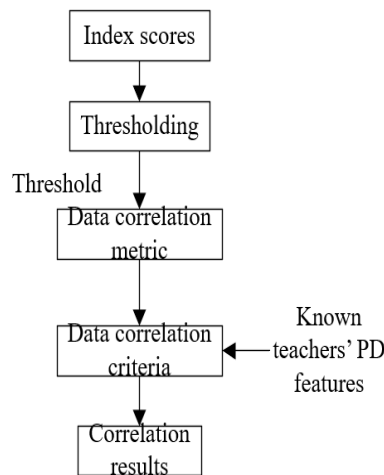 Index scores
Thresholding
Threshold
Data correlation
metric
Data correlation
criteria
Known
teachers' PD
features
Correlation
results